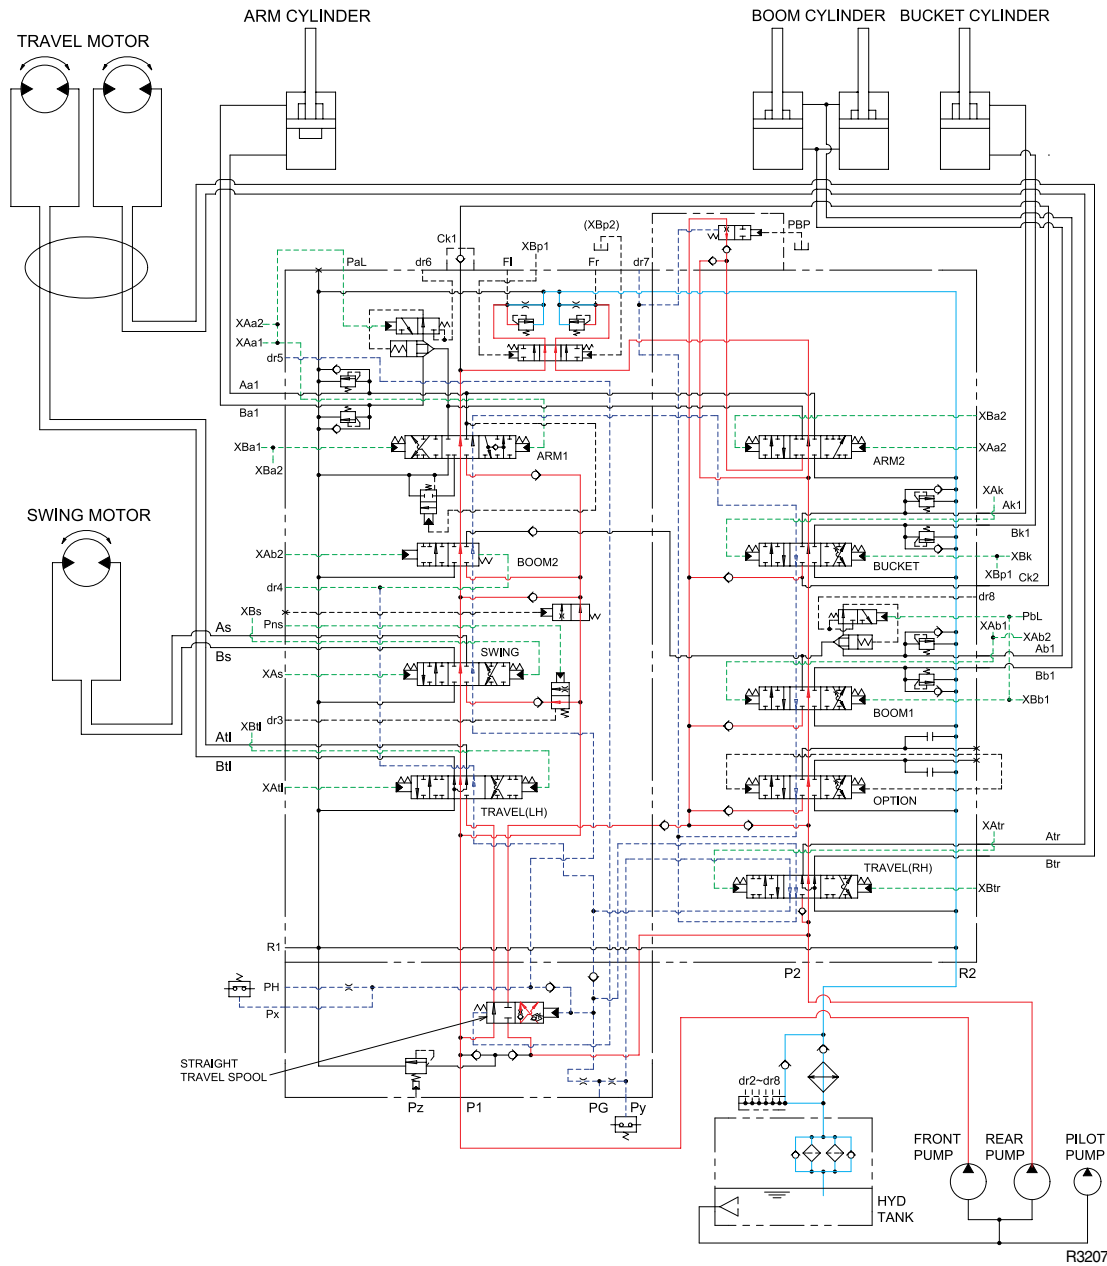 ARM CYLINDER
BOOM CYLINDER
BUCKET CYLINDER
TRAVEL MOTOR
(XBp2)
PBP
Ck1
XBp1
PaL
dr6
Fl
Fr
dr7
XAa2
XAa1
dr5
Aa1
Ba1
XBa2
XBa1
XBa2
ARM1
ARM2
XAa2
XAk
Ak1
SWING MOTOR
Bk1
XAb2
BOOM2
BUCKET
XBk
XBp1
Ck2
dr4
dr8
XBs
Pns
PbL
XAb1
As
XAb2
Bs
SWING
Ab1
XAs
Bb1
XBb1
dr3
BOOM1
XBtl
Atl
Btl
XAtl
OPTION
TRAVEL(LH)
XAtr
Atr
TRAVEL(RH)
Btr
XBtr
R1
P2
R2
PH
Px
STRAIGHT
TRAVEL SPOOL
dr2~dr8
Pz
P1
PG
Py
FRONT
PUMP
REAR
PUMP
PILOT
PUMP
HYD
TANK
R3207